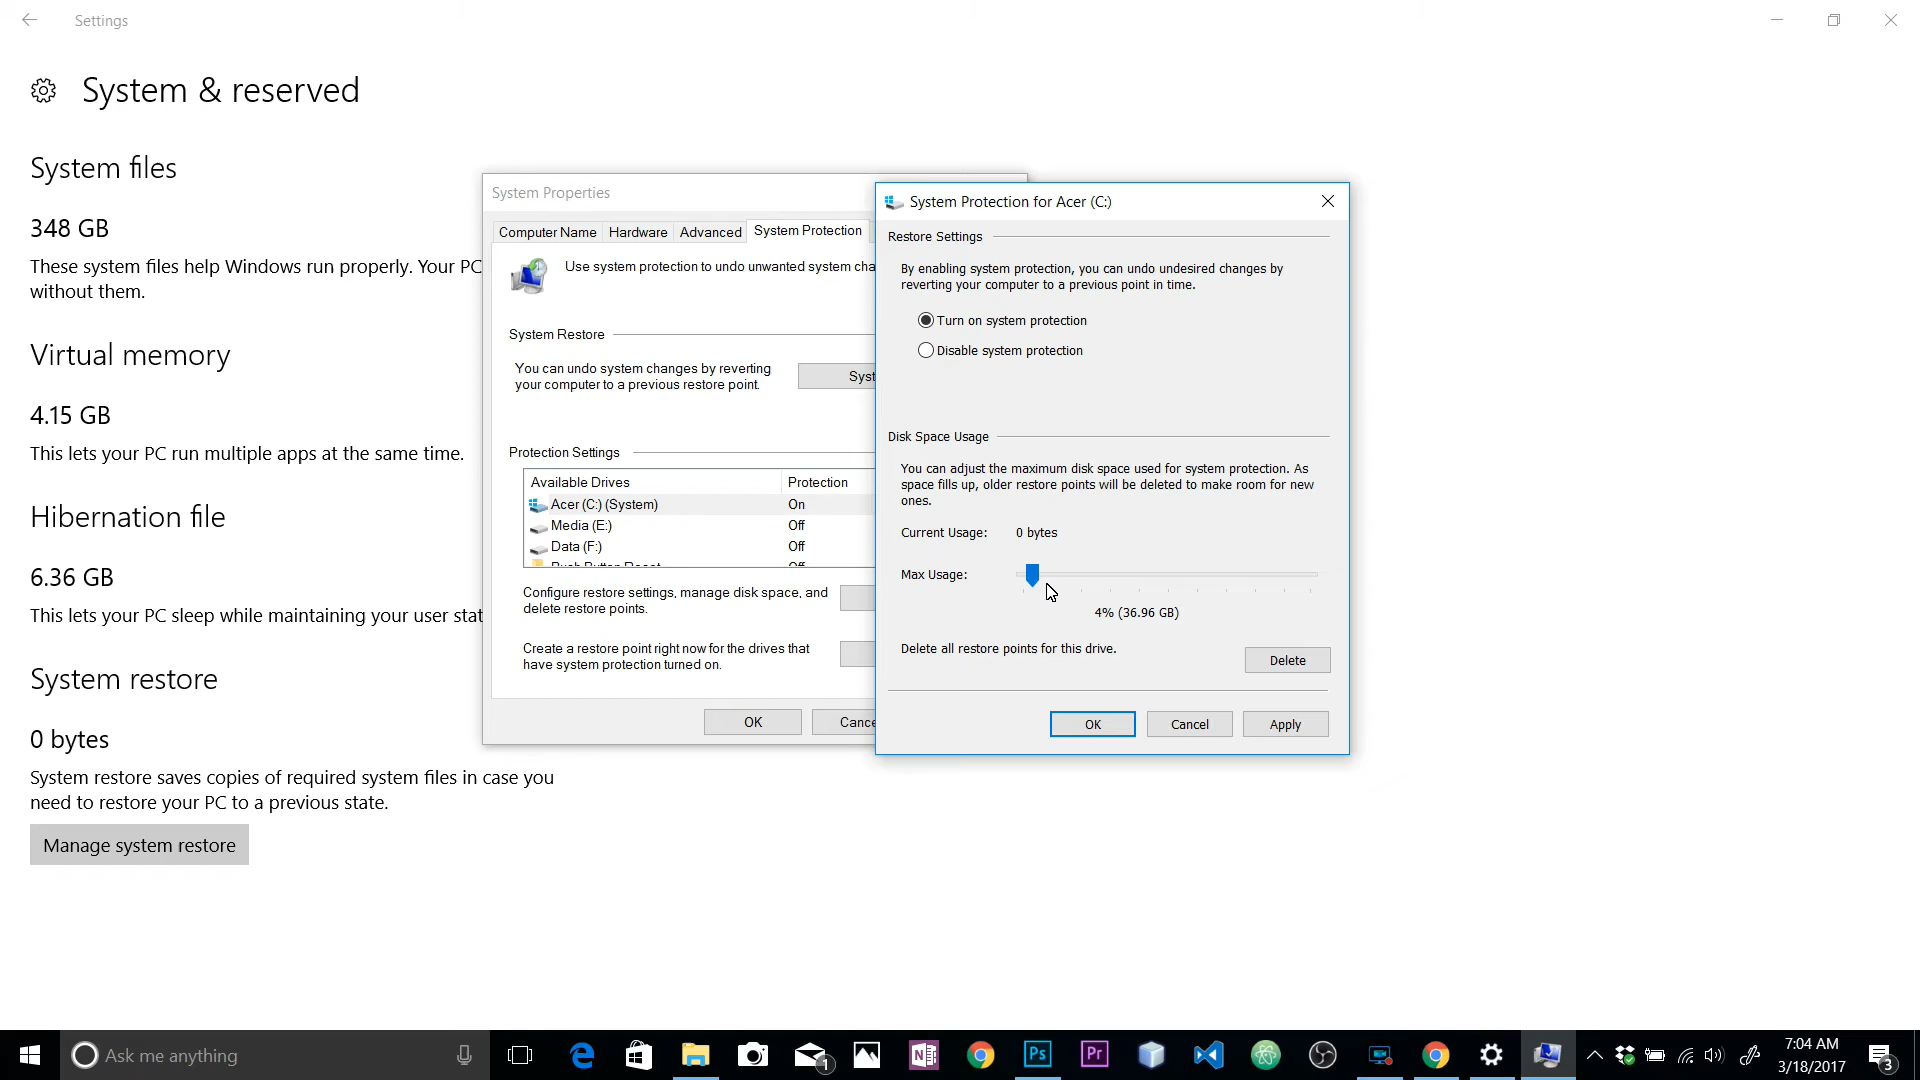 Settings
System & reserved
System files
348 GB
These system files help Windows run properly. Your PC
without them.
Virtual memory
4.15 GB
This lets your PC run multiple apps at the same time.
Hibernation file
6.36 GB
This lets your PC sleep while maintaining your user stat
System restore
0 bytes
System restore saves copies of required system files in case you
need to restore your PC to a previous state.
Manage system restore
System Properties
Computer Name
Hardware
Advanced
System Protection
Use system protection to undo unwanted system cha
System Restore
You can undo system changes by reverting
your computer to a previous restore point.
Syst
Protection Settings
Available Drives
Protection
Acer (C:) (System)
On
Media (E:)
Off
Data (F:)
Off
Push Button Reset
Off
Configure restore settings, manage disk space, and
delete restore points.
Create a restore point right now for the drives that
have system protection turned on.
OK
Cance
System Protection for Acer (C:)
Restore Settings
By enabling system protection, you can undo undesired changes by
reverting your computer to a previous point in time.
Turn on system protection
Disable system protection
Disk Space Usage
You can adjust the maximum disk space used for system protection. As
space fills up, older restore points will be deleted to make room for new
ones.
Current Usage:
0 bytes
Max Usage:
4% (36.96 GB)
Delete all restore points for this drive.
Delete
OK
Cancel
Apply
Ask me anything
1
N
Ps
Pr
7:04 AM
3/18/2017
3